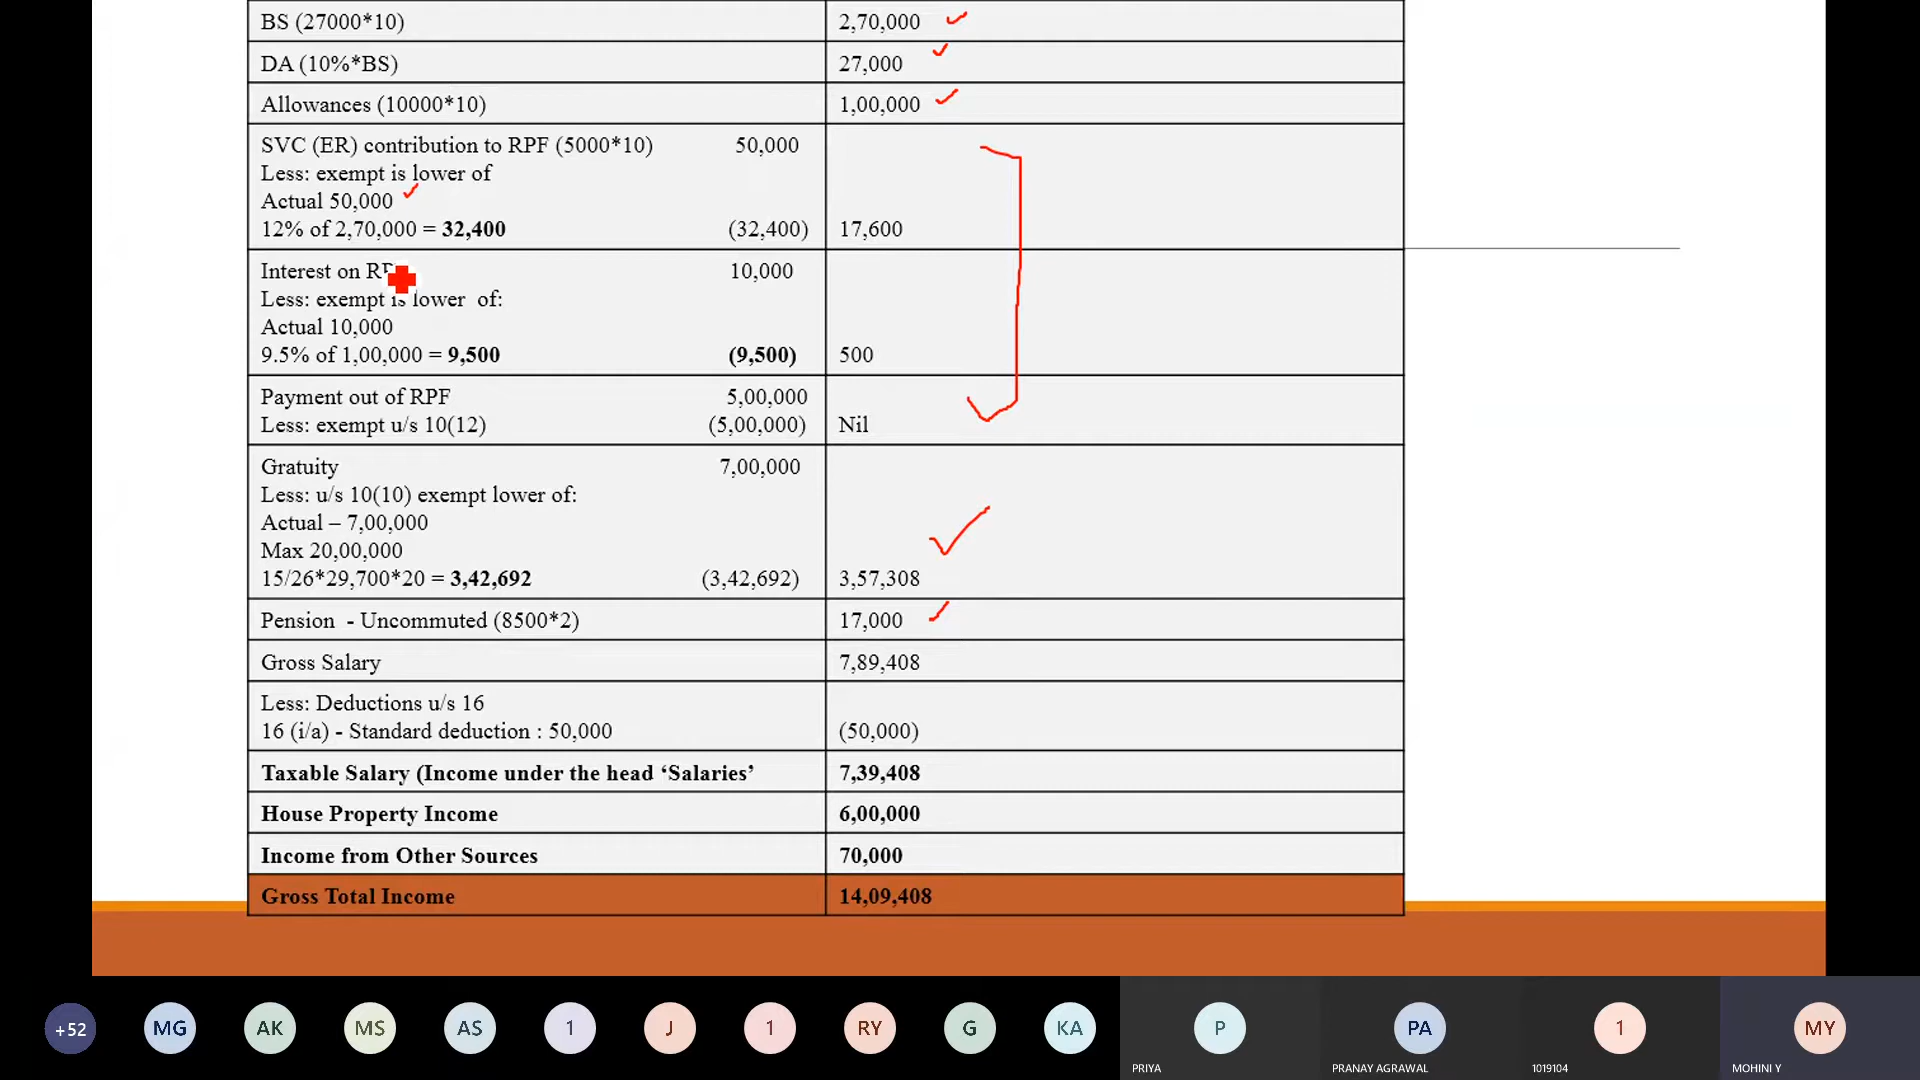 BS (27000*10) 2,70,000
DA (10%*BS) 27,000
Allowances (10000*10) 1,00,000
SVC (ER) contribution to RPF (5000*10) 50,000
Less: exempt is lower of
Actual 50,000
12% of 2,70,000 = 32,400 (32,400) 17,600
Interest on 10,000
Less: exempt is lower of:
Actual 10,000
9.5% of 1,00,000 = 9,500 (9,500) 500
Payment out of RPF 5,00,000
Less: exempt u/s 10(12) (5,00,000) Nil
Gratuity 7,00,000
Less: u/s 10(10) exempt lower of:
Actual – 7,00,000
Max 20,00,000
15/26*29,700*20 = 3,42,692 (3,42,692) 3,57,308
Pension - Uncommuted (8500*2) 17,000
Gross Salary 7,89,408
Less: Deductions u/s 16
16 (i/a) - Standard deduction : 50,000 (50,000)
Taxable Salary (Income under the head ‘Salaries’ 7,39,408
House Property Income 6,00,000
Income from Other Sources 70,000
Gross Total Income 14,09,408
+52 MG AK MS AS 1 J 1 RY G KA P PA 1 MY
PRIYA PRANAY AGRAWAL 1019104 MOHINI Y